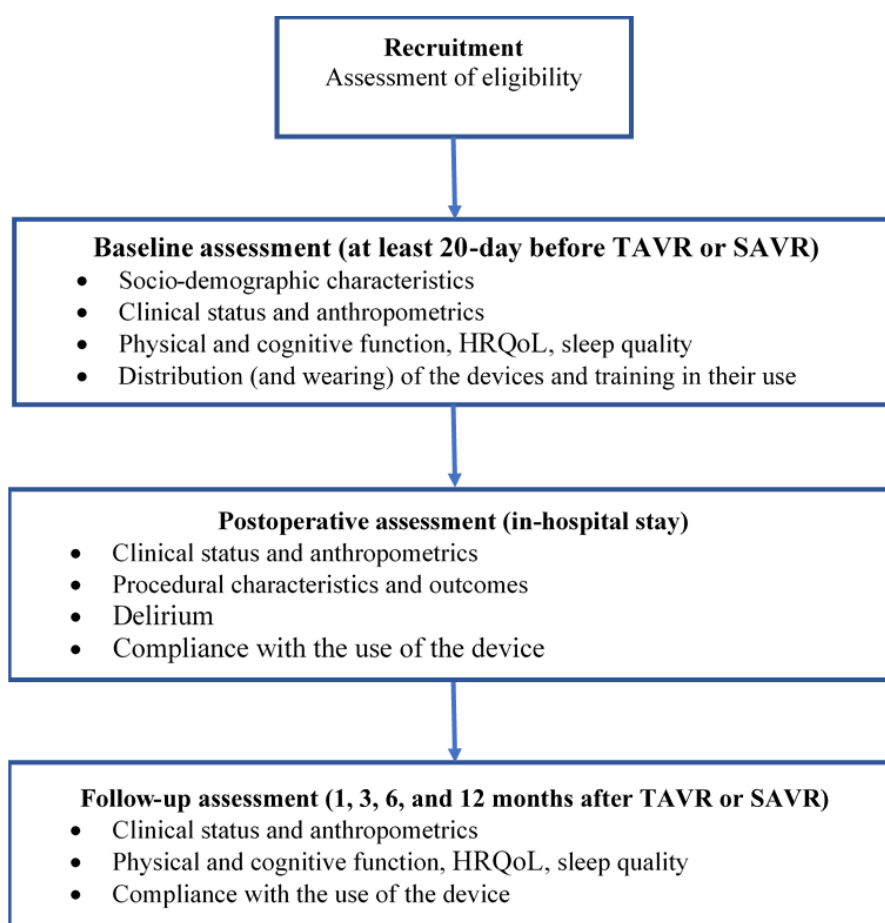 Recruitment
Assessment of eligibility
Baseline assessment (at least 20-day before TAVR or SAVR)
• Socio-demographic characteristics
• Clinical status and anthropometrics
• Physical and cognitive function, HRQoL, sleep quality
• Distribution (and wearing) of the devices and training in their use
Postoperative assessment (in-hospital stay)
• Clinical status and anthropometrics
• Procedural characteristics and outcomes
• Delirium
• Compliance with the use of the device
Follow-up assessment (1, 3, 6, and 12 months after TAVR or SAVR)
• Clinical status and anthropometrics
• Physical and cognitive function, HRQoL, sleep quality
• Compliance with the use of the device